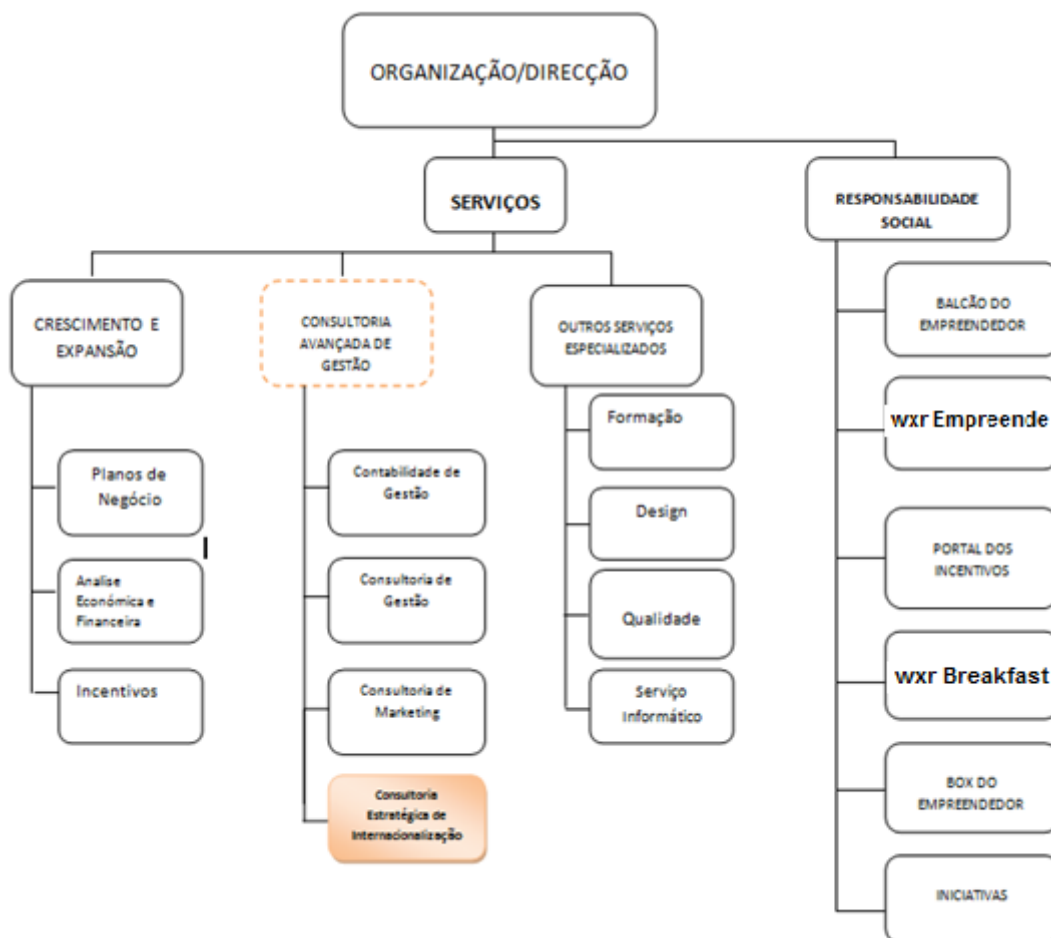 ORGANIZAÇÃO/DIRECÇÃO
SERVIÇOS
RESPONSABILIDADE
SOCIAL
CRESCIMENTO E
EXPANSÃO
Planos de
Negócio
Analise
Económica e
Financeira
Incentivos
CONSULTORIA
AVANÇADA DE
GESTÃO
Contabilidade de
Gestão
Consultoria de
Gestão
Consultoria de
Marketing
Consultoria
Estratégica de
Internacionalização
OUTROS SERVIÇOS
ESPECIALIZADOS
Formação
Design
Qualidade
Serviço
Informático
BALCÃO DO
EMPREENDEDOR
wxr Empreende
PORTAL DOS
INCENTIVOS
wxr Breakfast
BOX DO
EMPREENDEDOR
INICIATIVAS